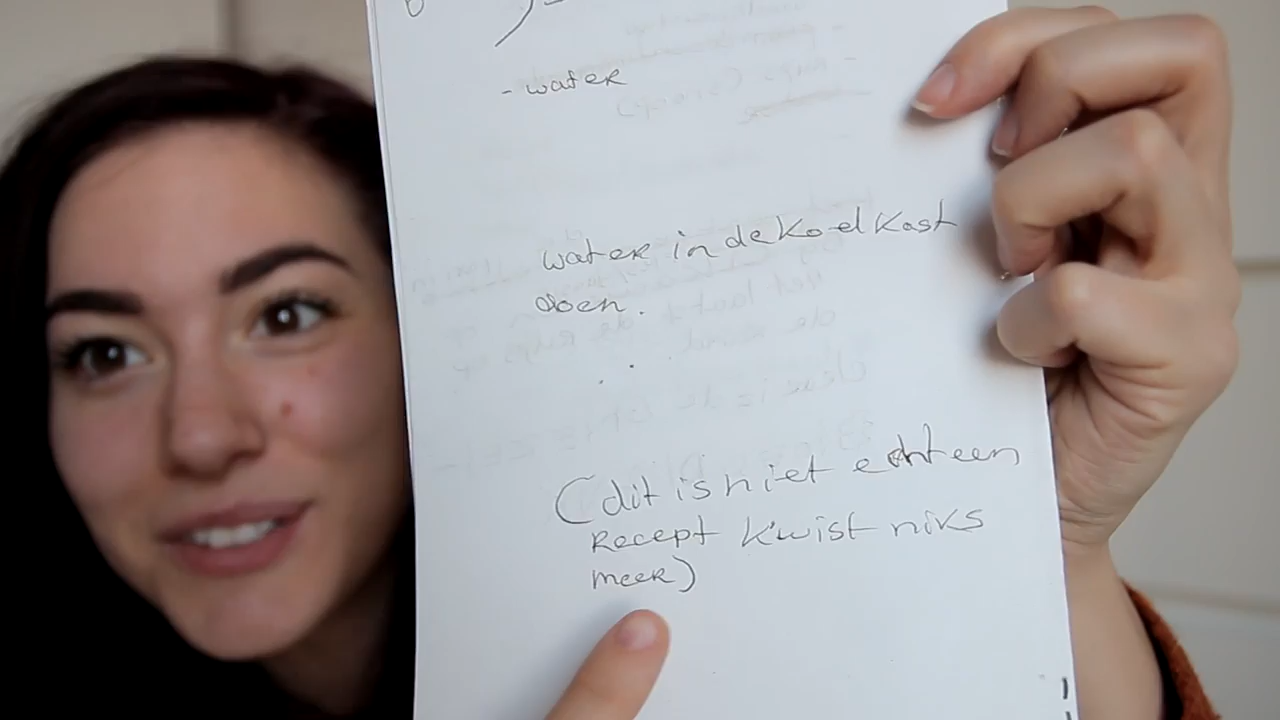 - water
water in de koelkast
doen.
(dit is niet echt een
recept k'wist niks
meer)